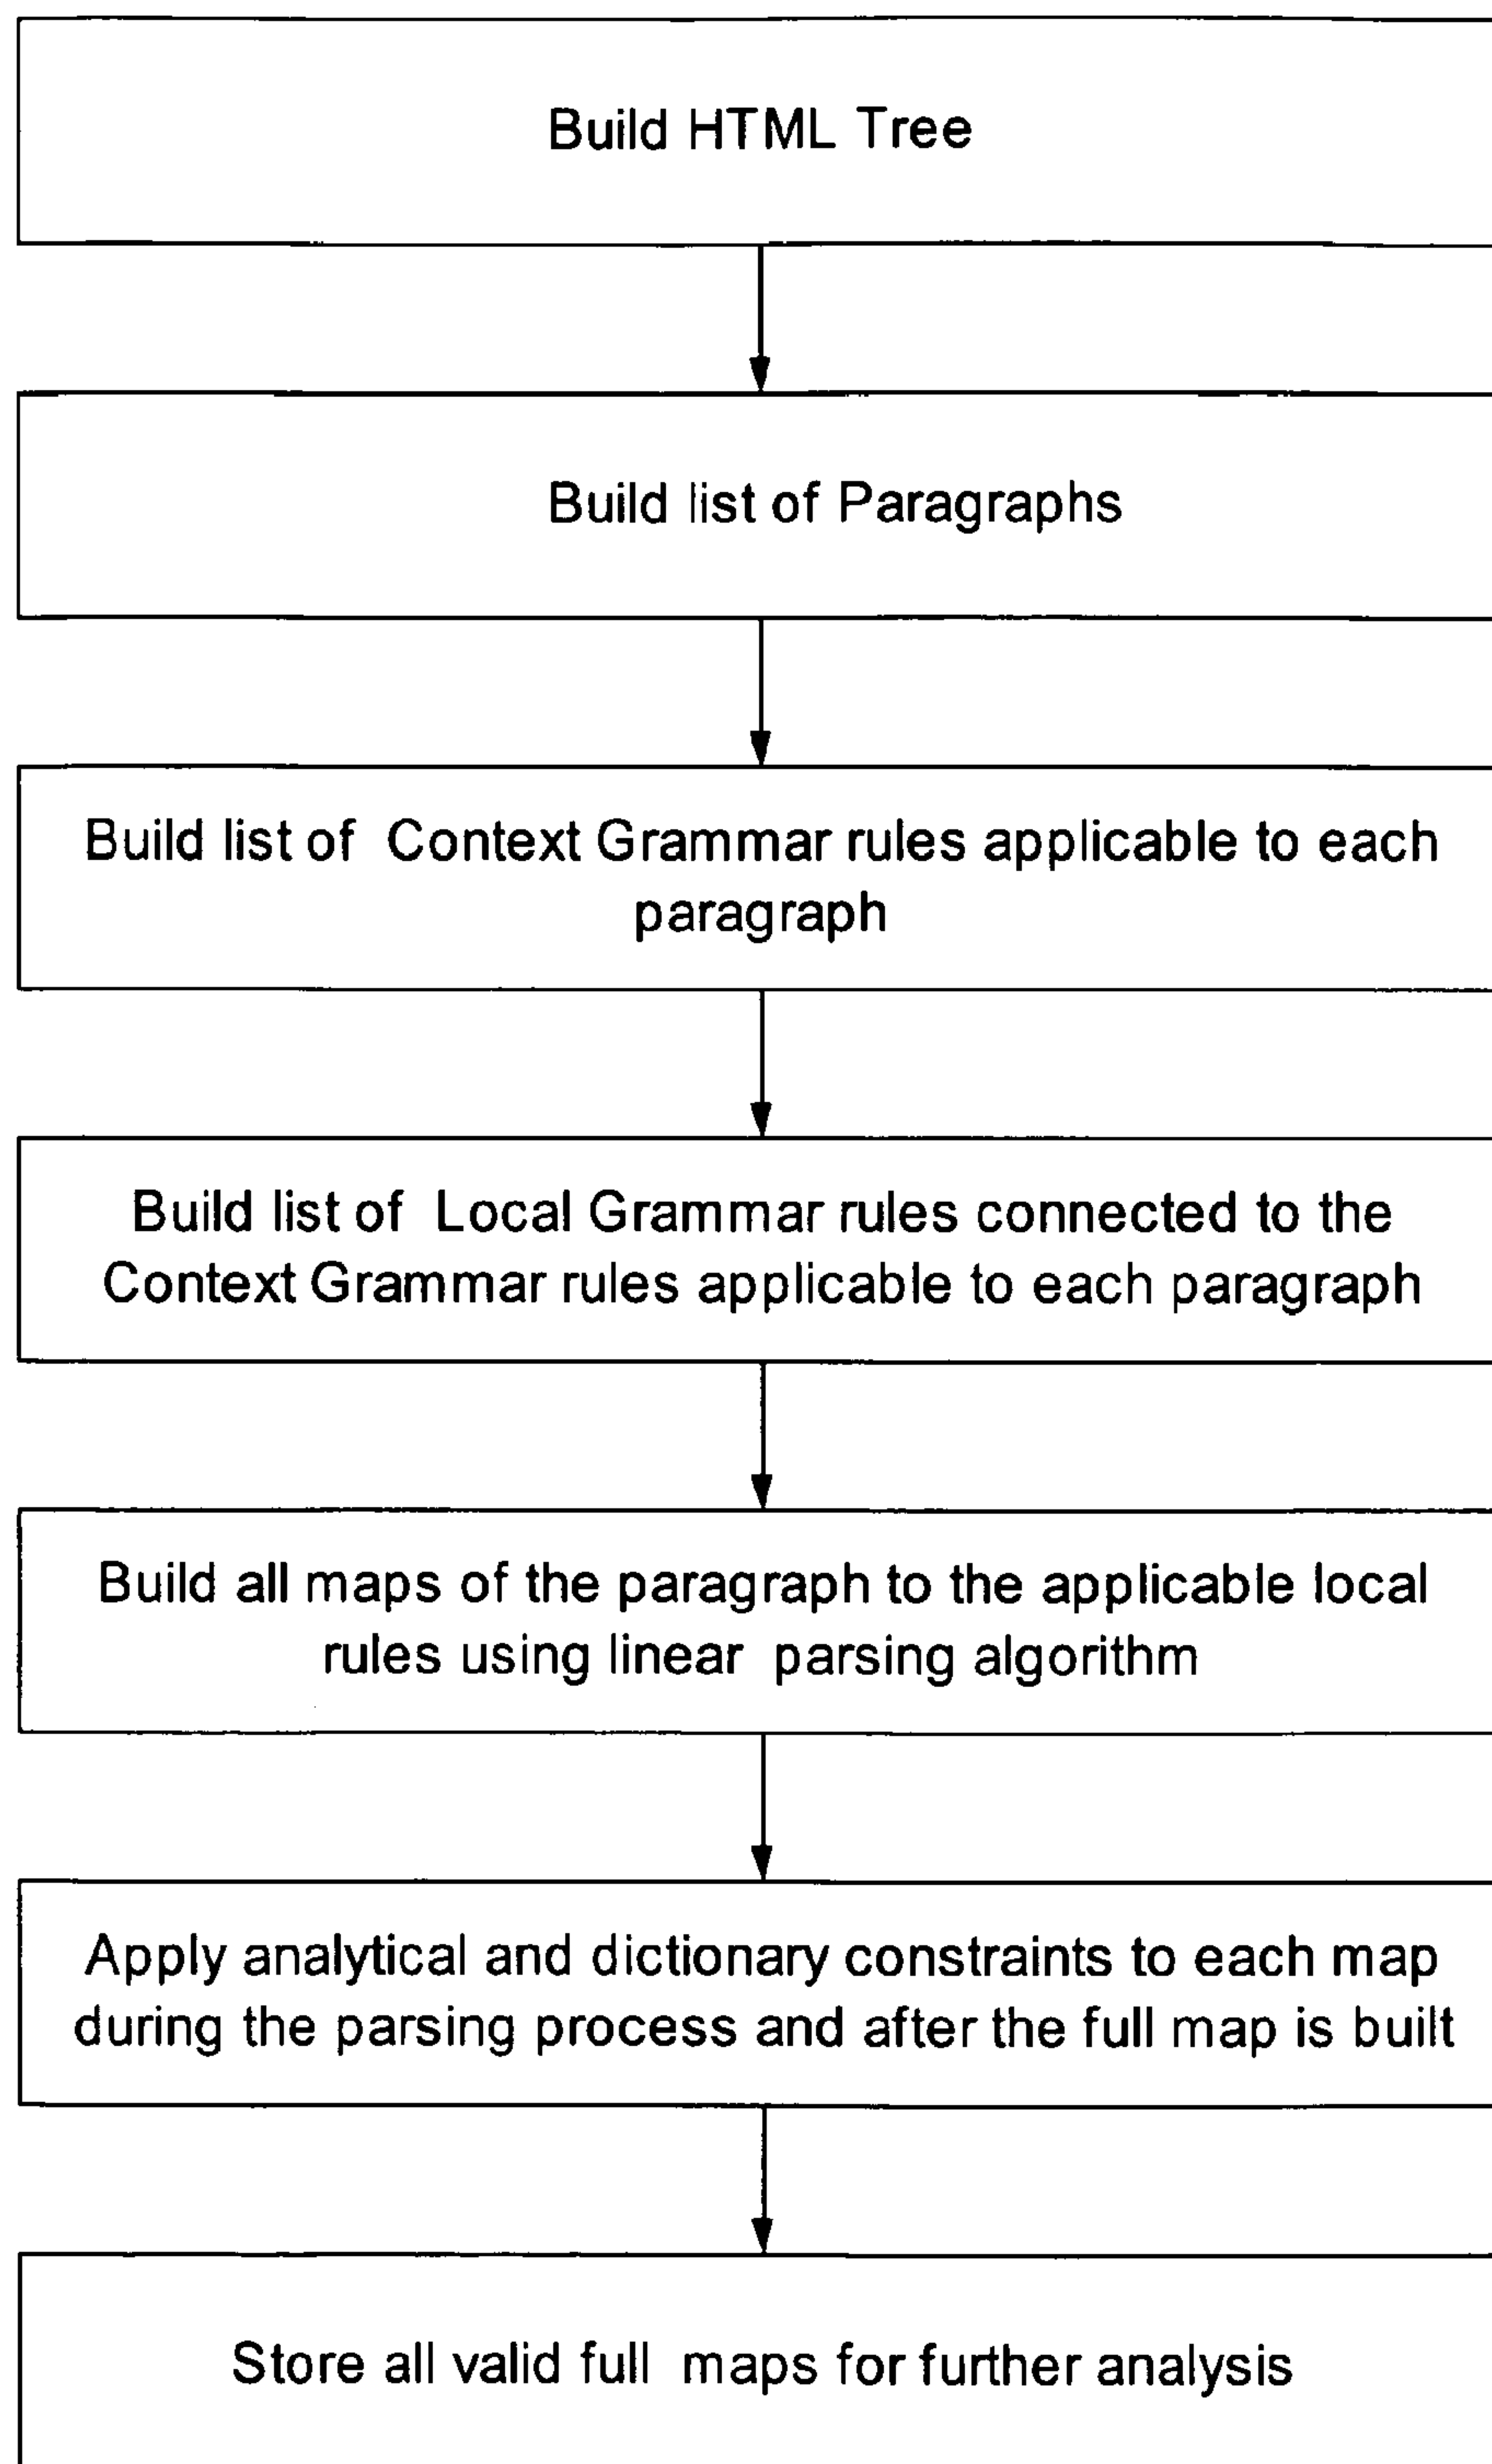 Build HTML Tree
Build list of Paragraphs
Build list of Context Grammar rules applicable to each
paragraph
Build list of Local Grammar rules connected to the
Context Grammar rules applicable to each paragraph
Build all maps of the paragraph to the applicable local
rules using linear parsing algorithm
Apply analytical and dictionary constraints to each map
during the parsing process and after the full map is built
Store all valid full maps for further analysis